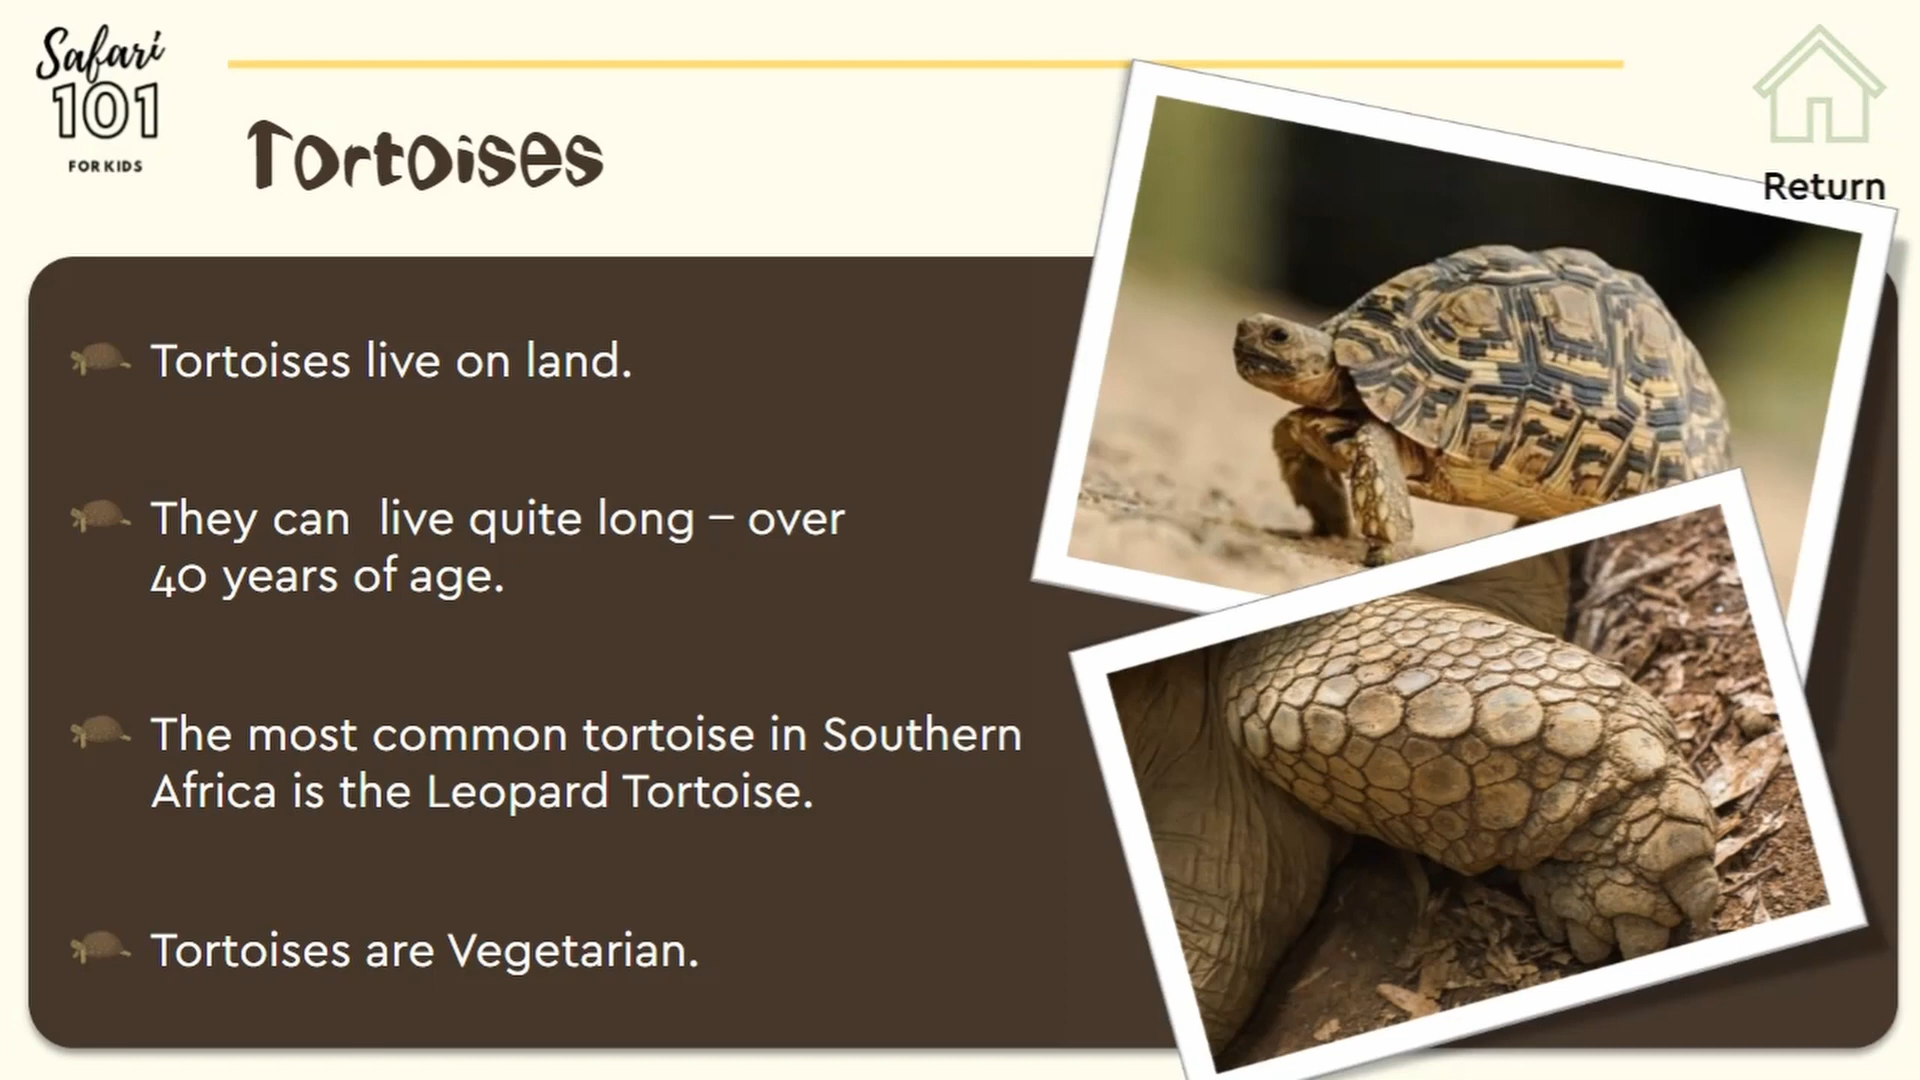 Safari
101
FOR KIDS
Tortoises
Return
Tortoises live on land.
They can  live quite long – over
40 years of age.
The most common tortoise in Southern
Africa is the Leopard Tortoise.
Tortoises are Vegetarian.